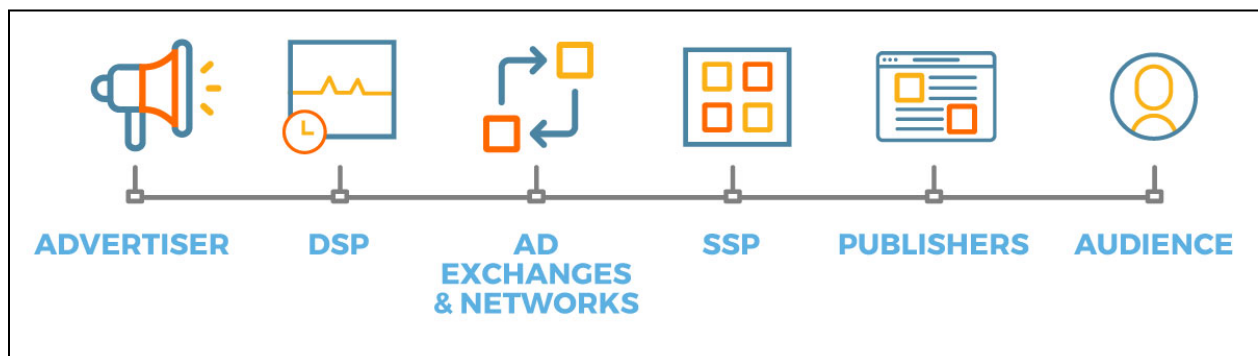 ADVERTISER
DSP
AD
EXCHANGES
& NETWORKS
SSP
PUBLISHERS
AUDIENCE